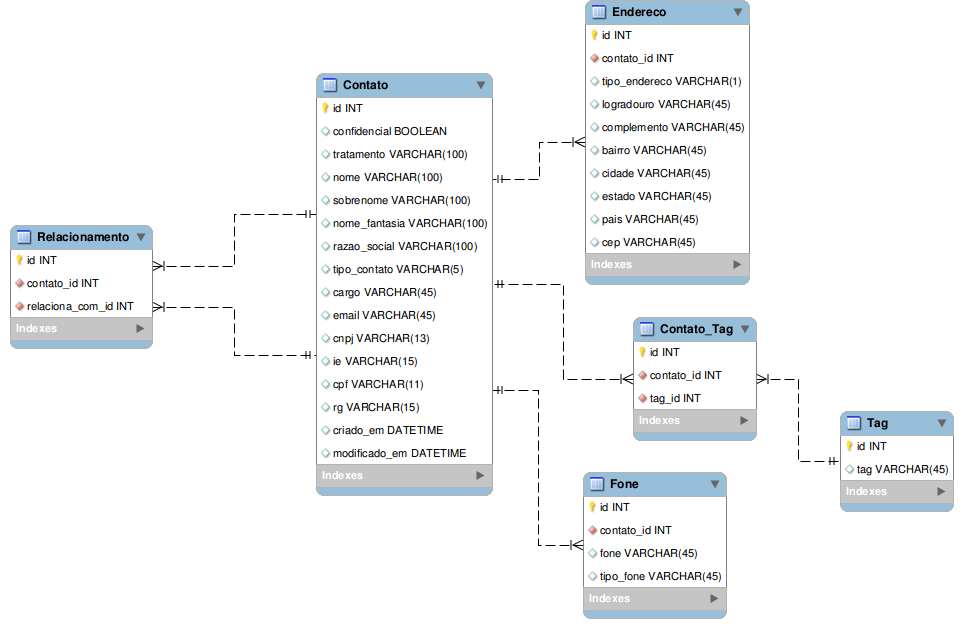 Endereco
id INT
contato_id INT
tipo_endereco VARCHAR(1)
logradouro VARCHAR(45)
complemento VARCHAR(45)
bairro VARCHAR(45)
cidade VARCHAR(45)
estado VARCHAR(45)
pais VARCHAR(45)
cep VARCHAR(45)
Indexes
Contato
id INT
confidencial BOOLEAN
tratamento VARCHAR(100)
nome VARCHAR(100)
sobrenome VARCHAR(100)
nome_fantasia VARCHAR(100)
razao_social VARCHAR(100)
tipo_contato VARCHAR(5)
cargo VARCHAR(45)
email VARCHAR(45)
cnpj VARCHAR(13)
ie VARCHAR(15)
cpf VARCHAR(11)
rg VARCHAR(15)
criado_em DATETIME
modificado_em DATETIME
Indexes
Relacionamento
id INT
contato_id INT
relaciona_com_id INT
Indexes
Contato_Tag
id INT
contato_id INT
tag_id INT
Indexes
Tag
id INT
tag VARCHAR(45)
Indexes
Fone
id INT
contato_id INT
fone VARCHAR(45)
tipo_fone VARCHAR(45)
Indexes